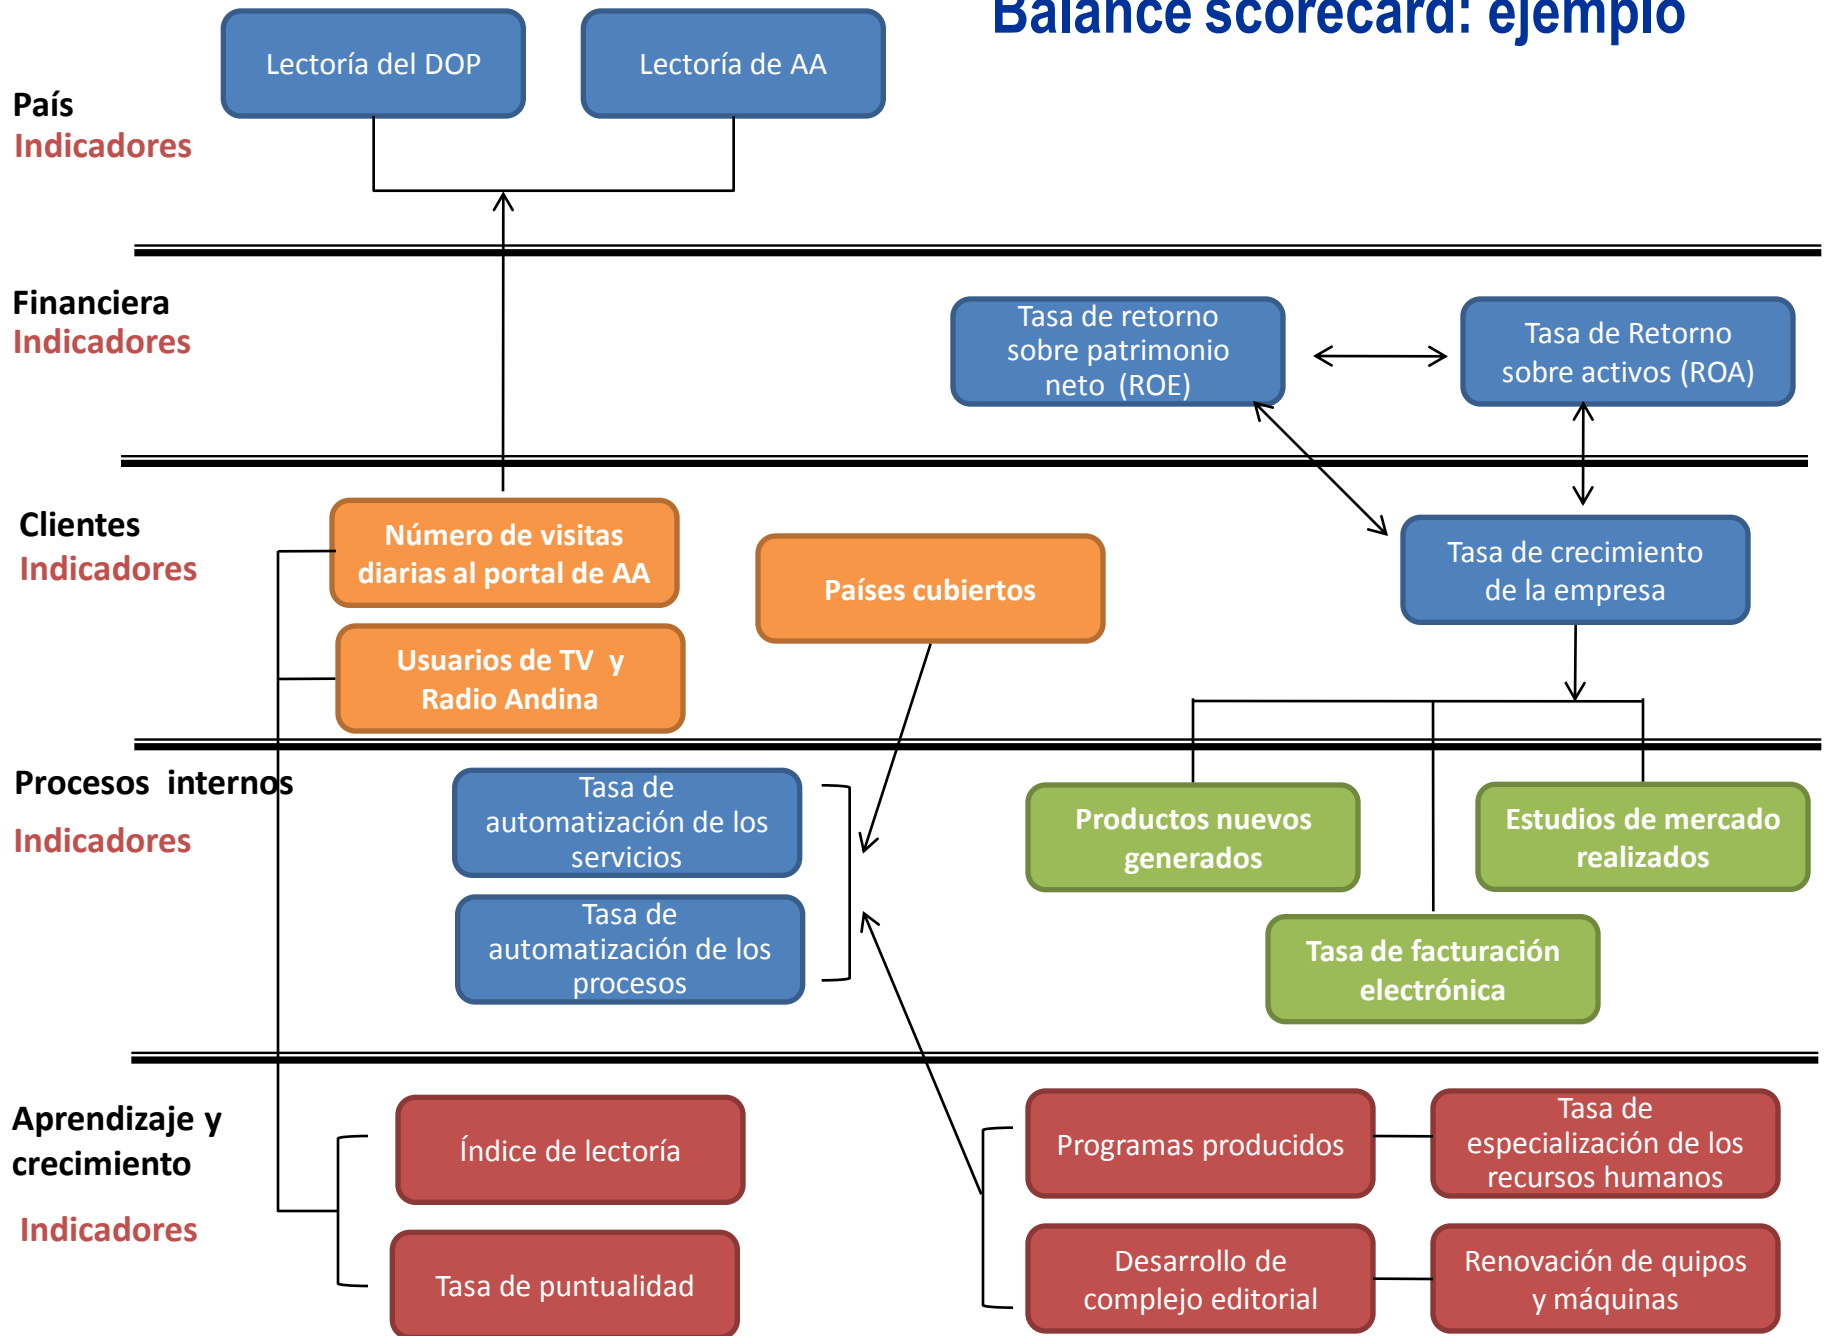 Balance scorecard: ejemplo
Lectoría del DOP
Lectoría de AA
País
Indicadores
Financiera
Indicadores
Tasa de retorno
sobre patrimonio
neto (ROE)
Tasa de Retorno
sobre activos (ROA)
Clientes
Indicadores
Número de visitas
diarias al portal de AA
Países cubiertos
Tasa de crecimiento
de la empresa
Usuarios de TV y
Radio Andina
Procesos internos
Indicadores
Tasa de
automatización de los
servicios
Productos nuevos
generados
Estudios de mercado
realizados
Tasa de
automatización de los
procesos
Tasa de facturación
electrónica
Aprendizaje y
crecimiento
Indicadores
Índice de lectoría
Programas producidos
Tasa de
especialización de los
recursos humanos
Tasa de puntualidad
Desarrollo de
complejo editorial
Renovación de quipos
y máquinas